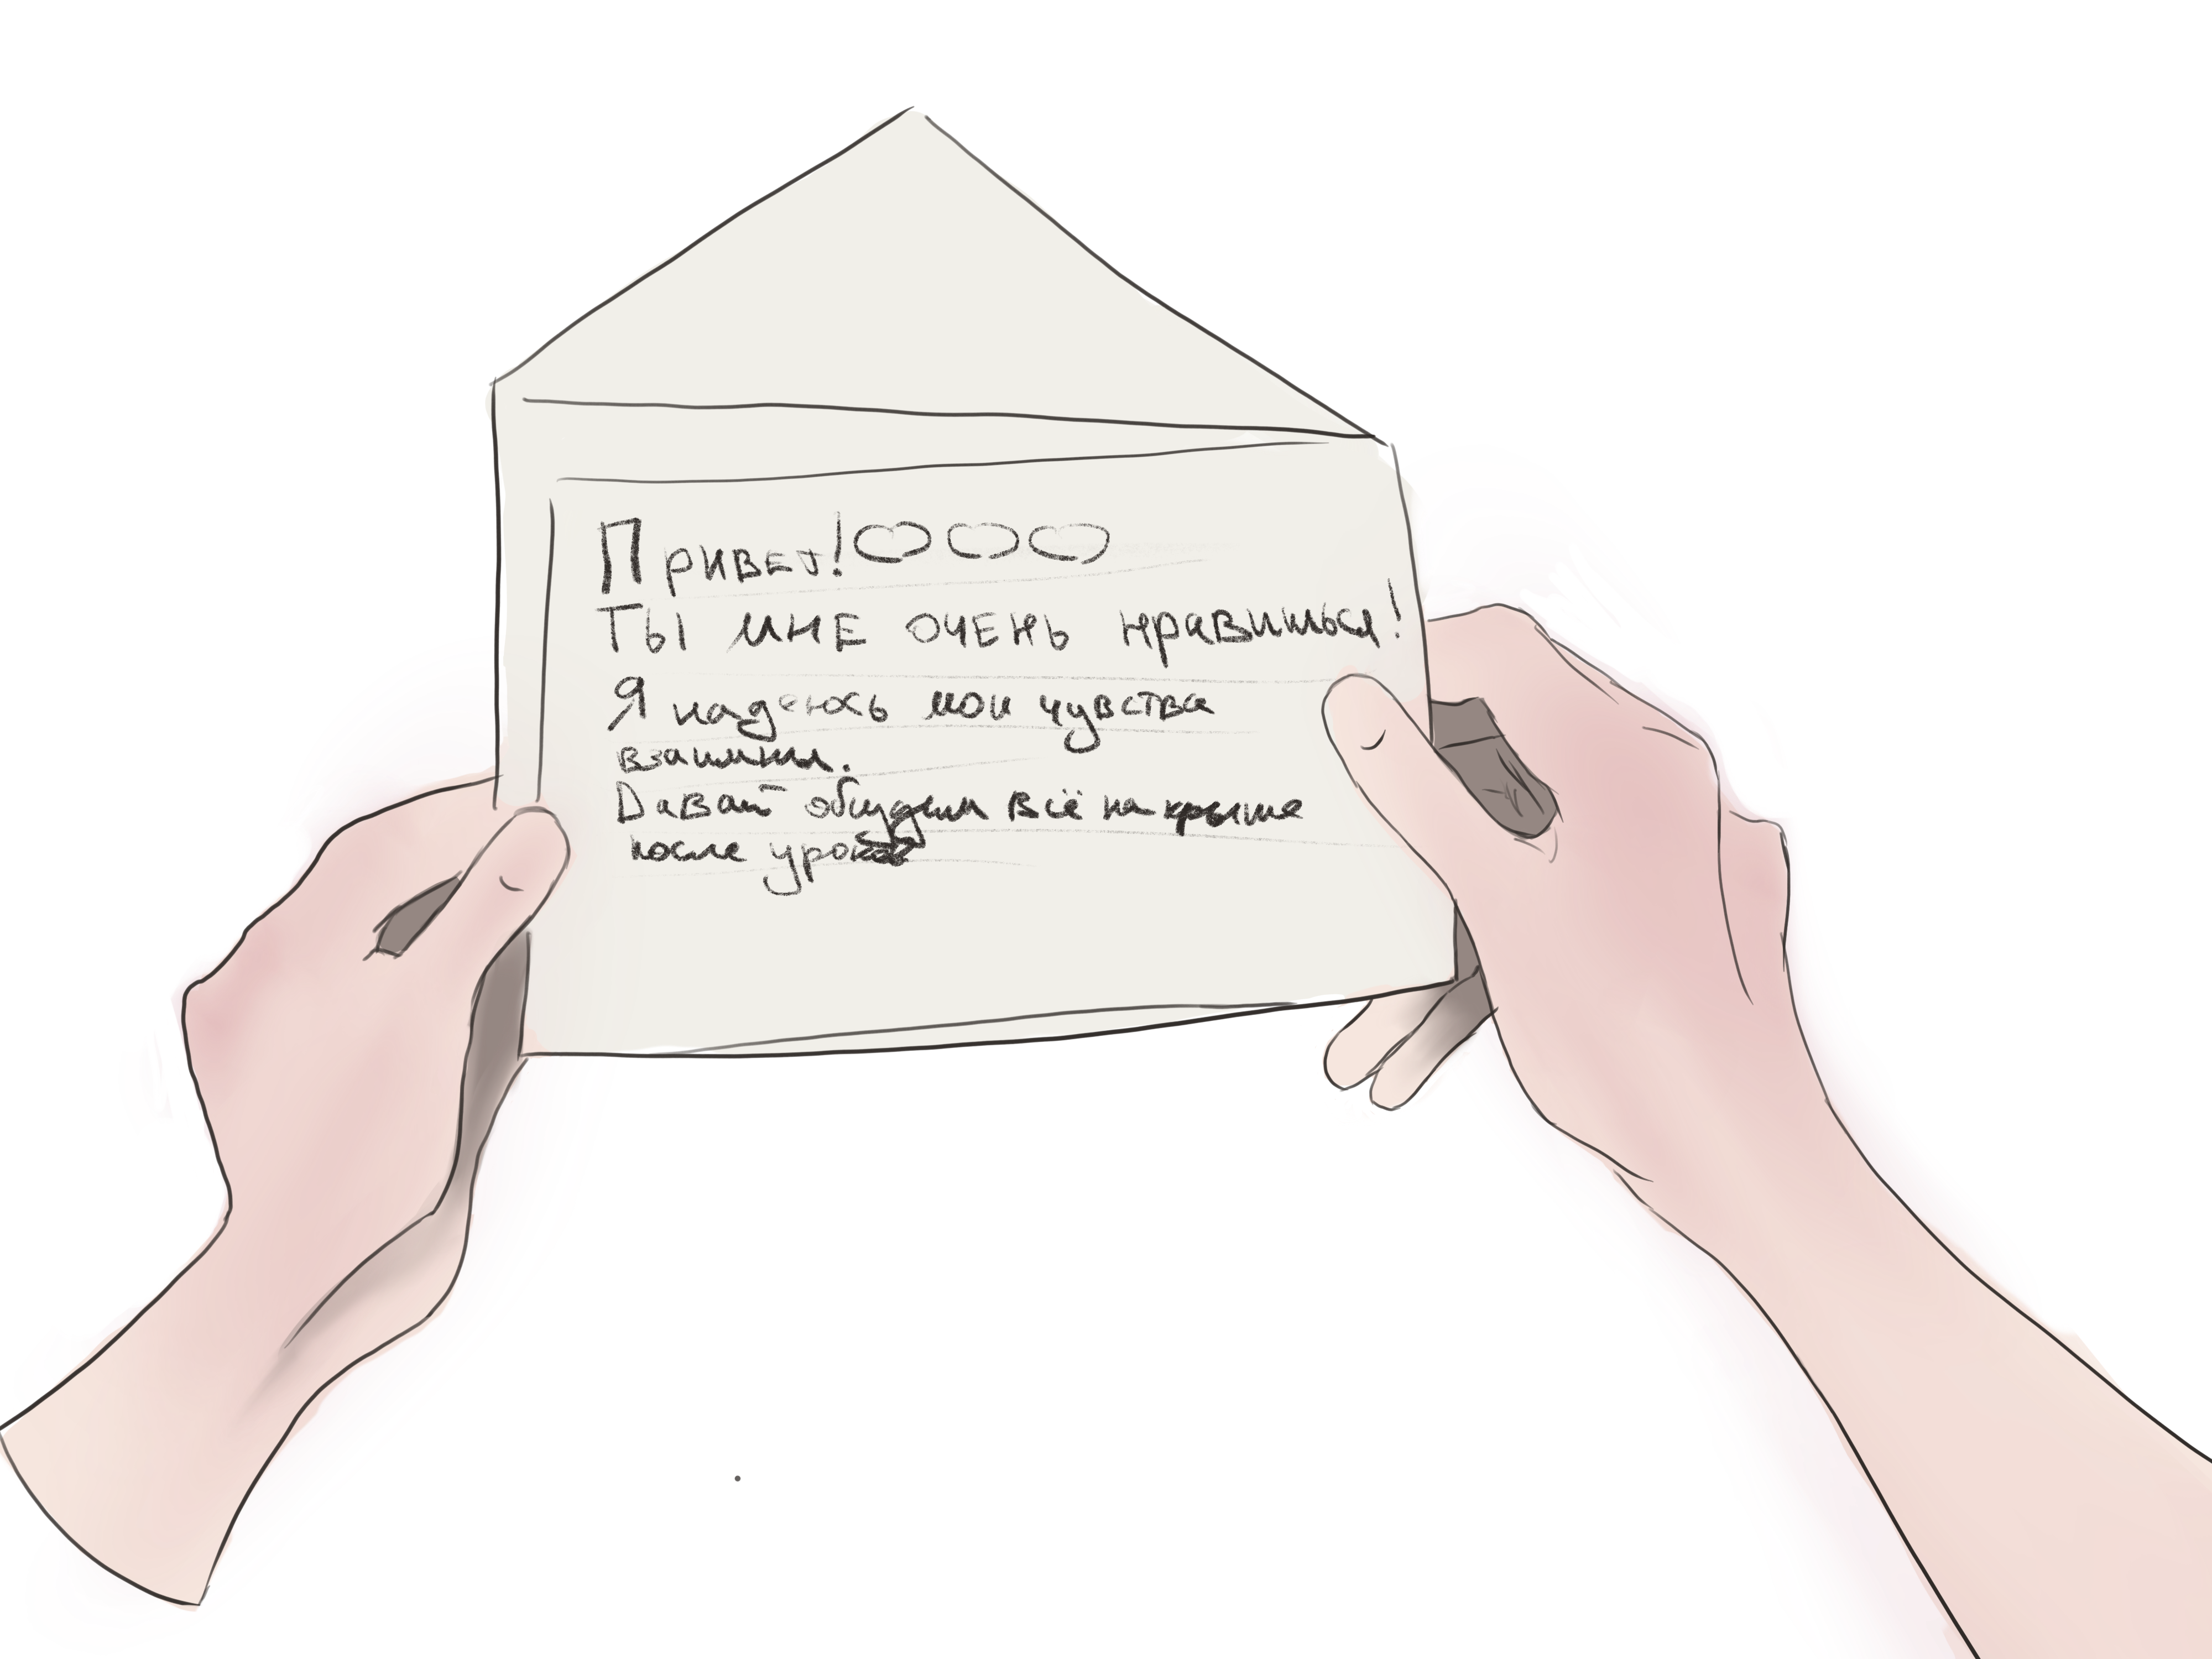 Привет!
Ты мне очень нравишься!
Я надеюсь мои чувства
взаимны.
Давай обсудим всё на крыше
после уроков